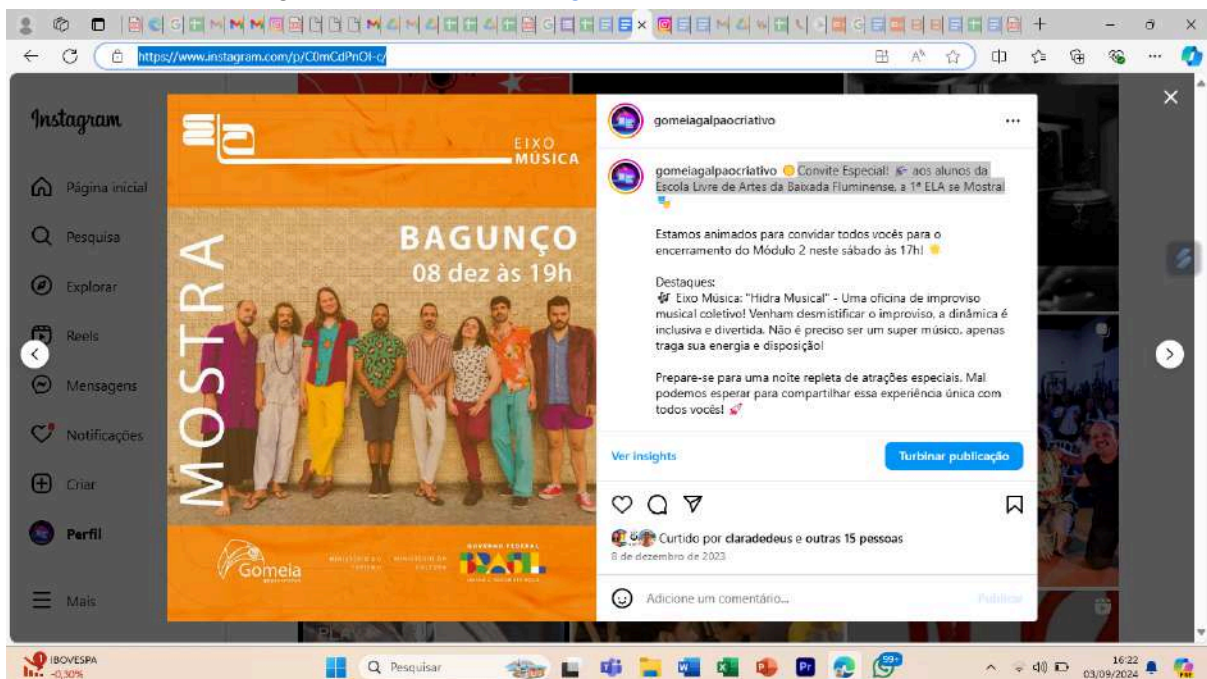 https://www.instagram.com/p/C0mCdPnOI-c/
Instagram
Página inicial
Pesquisa
Explorar
Reels
Mensagens
Notificações
Criar
Perfil
Mais
EIXO
MÚSICA
BAGUNÇO
08 dez às 19h
MOSTRA
Gomeia
GOVERNO FEDERAL
BRASIL
gomeiagalpaocriativo
gomeiagalpaocriativo 🌞 Convite Especial! 🎉 aos alunos da
Escola Livre de Artes da Baixada Fluminense, a 1ª ELA se Mostra!
🎭
Estamos animados para convidar todos vocês para o
encerramento do Módulo 2 neste sábado às 17h! 🌟
Destaques:
🎶 Eixo Música: "Hidra Musical" - Uma oficina de improviso
musical coletivo! Venham desmistificar o improviso, a dinâmica é
inclusiva e divertida. Não é preciso ser um super músico, apenas
traga sua energia e disposição!
Prepare-se para uma noite repleta de atrações especiais. Mal
podemos esperar para compartilhar essa experiência única com
todos vocês! 🚀
Ver insights
Turbinar publicação
Curtido por claradedeus e outras 15 pessoas
8 de dezembro de 2023
Adicione um comentário...
Publicar
IBOVESPA
-0,30%
Pesquisar
99+
16:22
03/09/2024